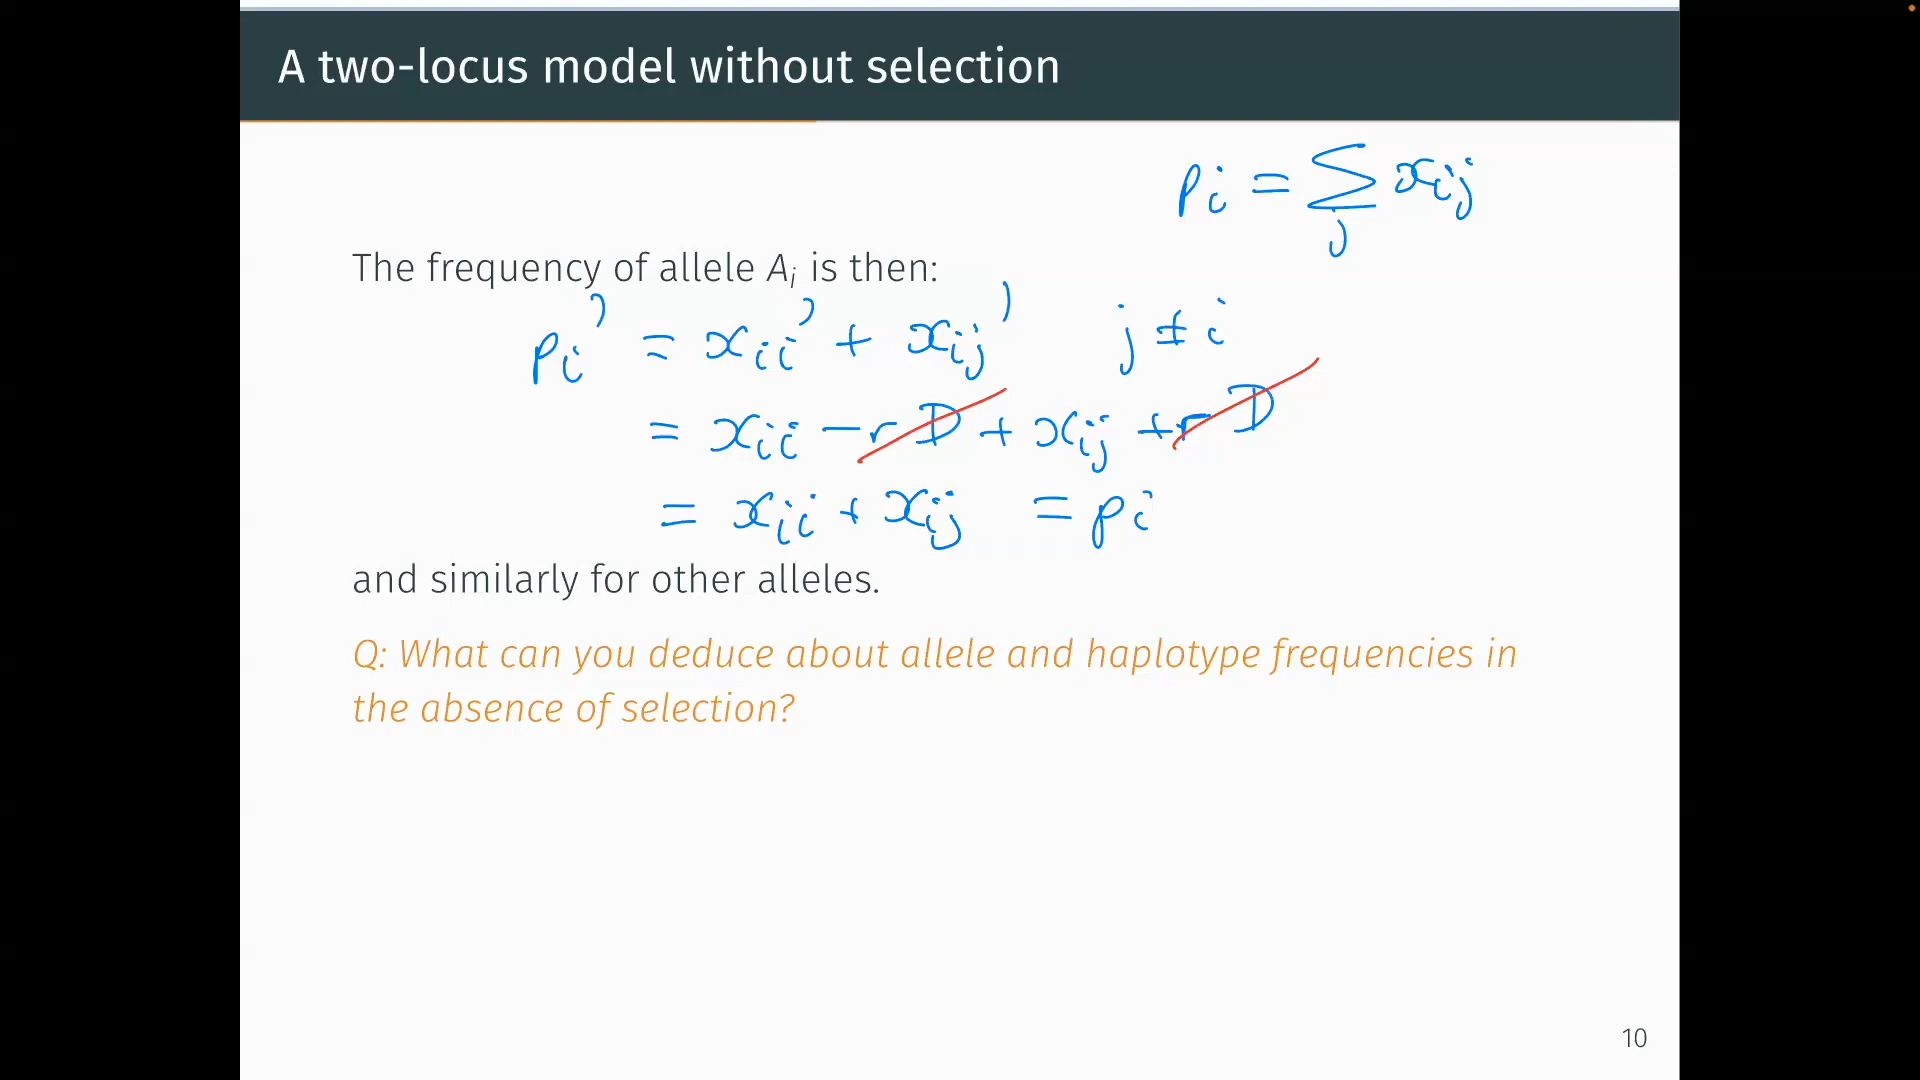 A two-locus model without selection
pᵢ = Σⱼ xᵢⱼ
The frequency of allele Aᵢ is then:
pᵢ' = xᵢᵢ' + xᵢⱼ' j ≠ i
= xᵢᵢ − rD + xᵢⱼ + rD
= xᵢᵢ + xᵢⱼ = pᵢ
and similarly for other alleles.
Q: What can you deduce about allele and haplotype frequencies in
the absence of selection?
10